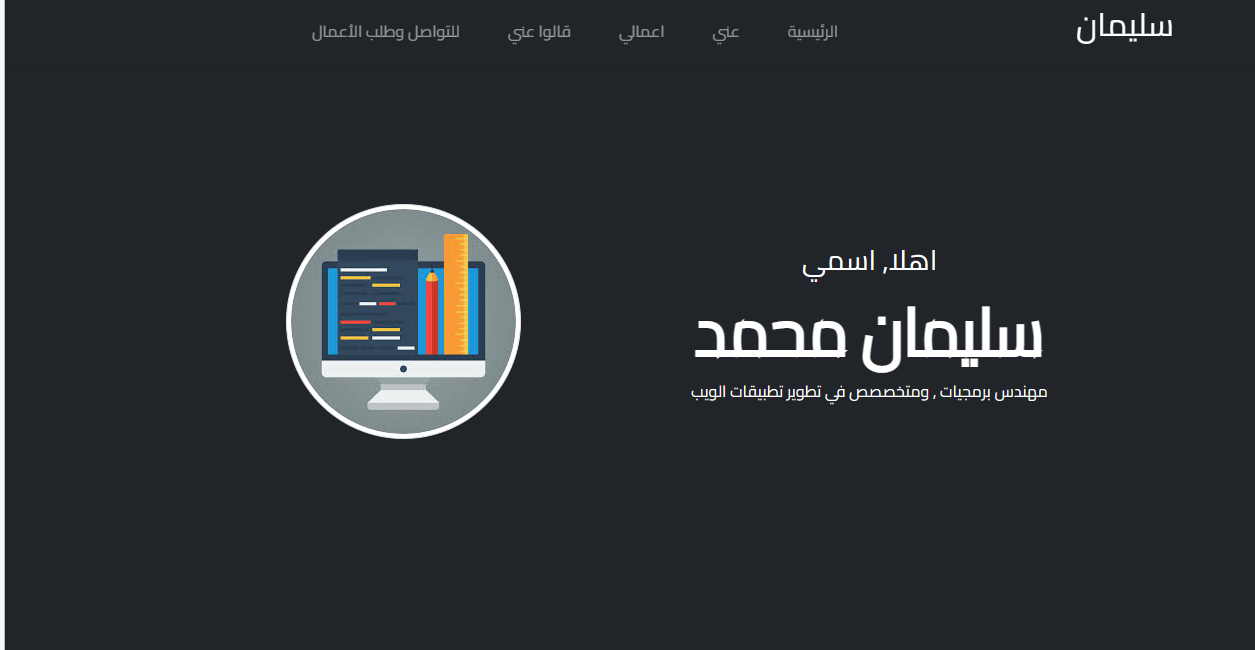 سليمان
الرئيسية
عني
اعمالي
قالوا عني
للتواصل وطلب الأعمال
اهلا, اسمي
سليمان محمد
مهندس برمجيات , ومتخصصص في تطوير تطبيقات الويب